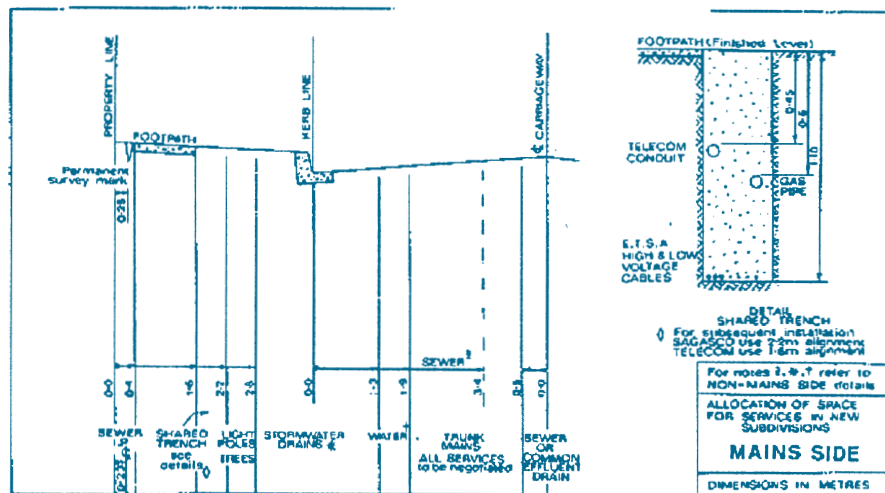 PROPERTY LINE
KERB LINE
℄ CARRIAGEWAY
FOOTPATH
Permanent
survey mark
0·25
SEWER
0·0
0·4
1·6
2·2
2·8
0·0
1·9
3·4
0·0
SEWER
SHARED
TRENCH
see
details ◊
LIGHT
POLES
TREES
STORMWATER
DRAINS
WATER
TRUNK
MAINS
ALL SERVICES
to be negotiated
SEWER
OR
COMMON
EFFLUENT
DRAIN
FOOTPATH (Finished Level)
0·45
0·6
1·10
TELECOM
CONDUIT
GAS
PIPE
E.T.S.A
HIGH & LOW
VOLTAGE
CABLES
DETAIL
SHARED TRENCH
◊ For subsequent installation
SAGASCO use 2·2m alignment
TELECOM use 1·6m alignment
For notes refer to
NON-MAINS SIDE details
ALLOCATION OF SPACE
FOR SERVICES IN NEW
SUBDIVISIONS
MAINS SIDE
DIMENSIONS IN METRES